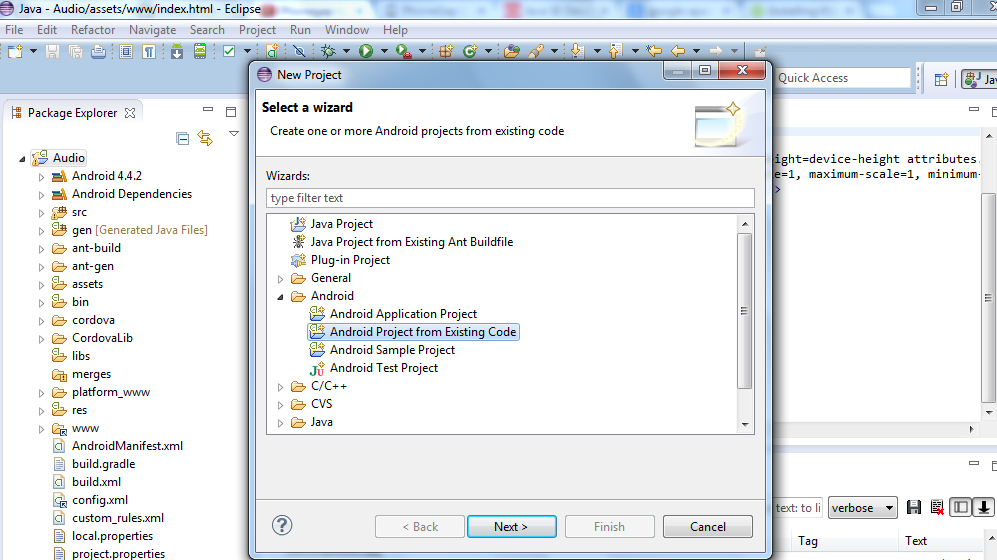 Java - Audio/assets/www/index.html - Eclipse
File Edit Refactor Navigate Search Project Run Window Help
Quick Access
Package Explorer
Audio
Android 4.4.2
Android Dependencies
src
gen [Generated Java Files]
ant-build
ant-gen
assets
bin
cordova
CordovaLib
libs
merges
platform_www
res
www
AndroidManifest.xml
build.gradle
build.xml
config.xml
custom_rules.xml
local.properties
project.properties
New Project
Select a wizard
Create one or more Android projects from existing code
Wizards:
type filter text
Java Project
Java Project from Existing Ant Buildfile
Plug-in Project
General
Android
Android Application Project
Android Project from Existing Code
Android Sample Project
Android Test Project
C/C++
CVS
Java
< Back Next > Finish Cancel
ight=device-height attributes.
e=1, maximum-scale=1, minimum-
>
text: to li verbose
Tag Text